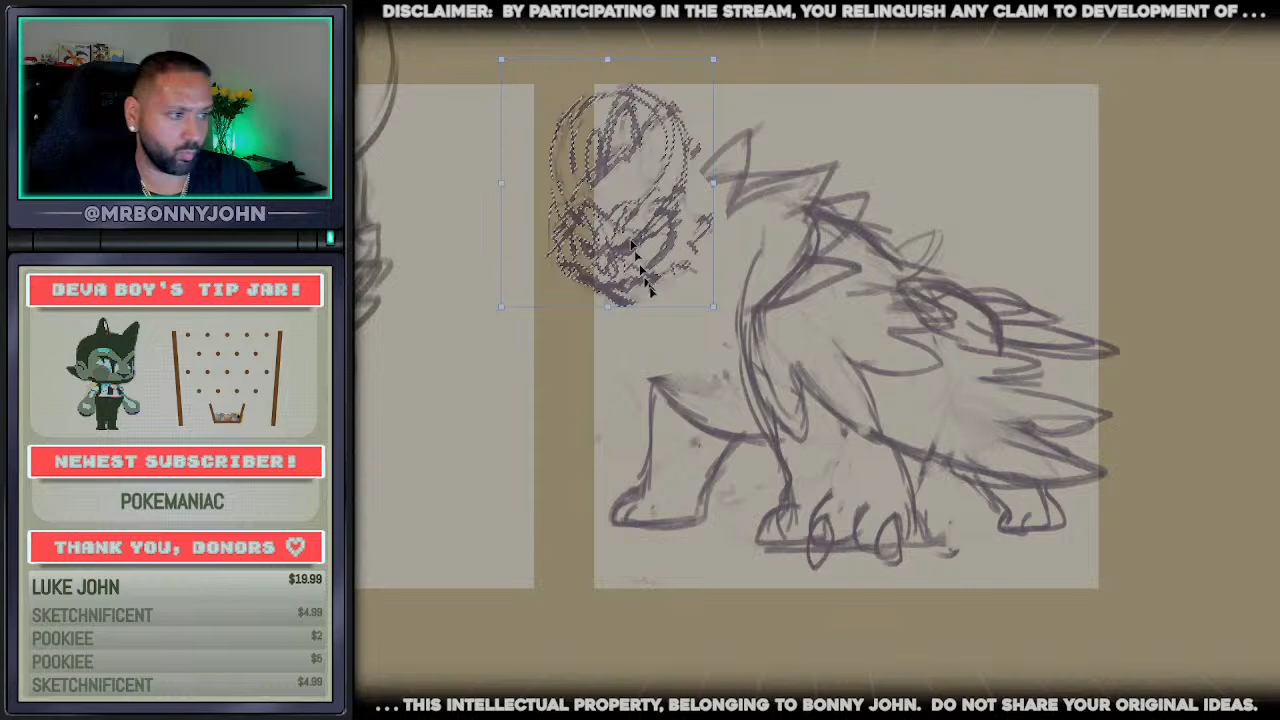 DISCLAIMER: BY PARTICIPATING IN THE STREAM, YOU RELINQUISH ANY CLAIM TO DEVELOPMENT OF . . .
@MRBONNYJOHN
DEVA BOY'S TIP JAR!
NEWEST SUBSCRIBER!
POKEMANIAC
THANK YOU, DONORS ♡
LUKE JOHN $19.99
SKETCHNIFICENT $4.99
POOKIEE $2
POOKIEE $5
SKETCHNIFICENT $4.99
. . . THIS INTELLECTUAL PROPERTY, BELONGING TO BONNY JOHN. DO NOT SHARE YOUR ORIGINAL IDEAS.